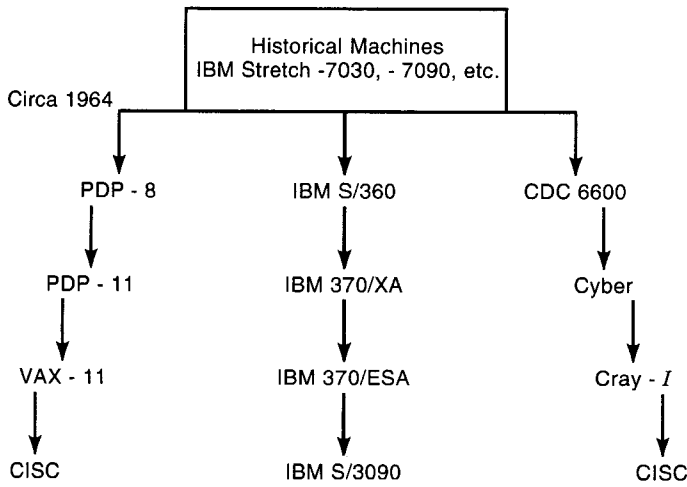 Historical Machines
IBM Stretch -7030, - 7090, etc.
Circa 1964
PDP - 8 IBM S/360 CDC 6600
PDP - 11 IBM 370/XA Cyber
VAX - 11 IBM 370/ESA Cray - I
CISC IBM S/3090 CISC